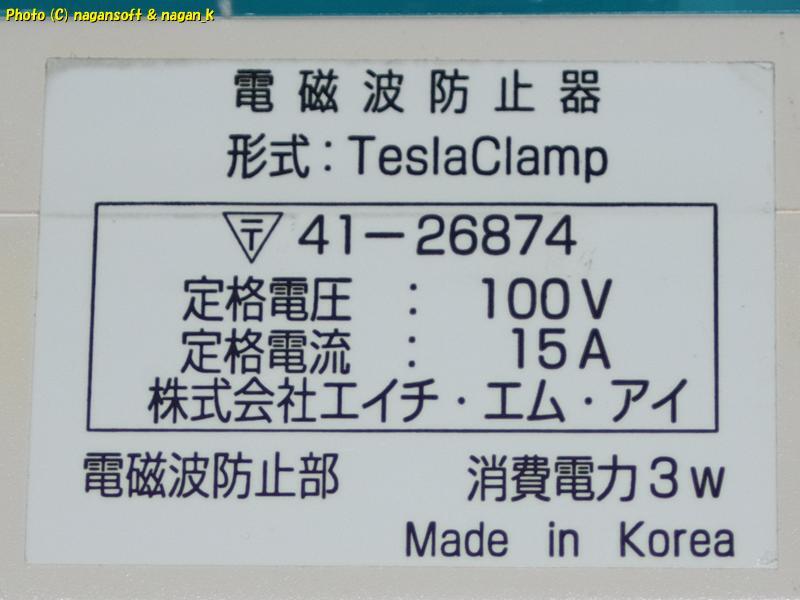 Photo (C) nagansoft & nagan_k
電磁波防止器
形式：TeslaClamp
〒 41－26874
定格電圧 ： 100V
定格電流 ： 15A
株式会社エイチ・エム・アイ
電磁波防止部 消費電力3w
Made in Korea